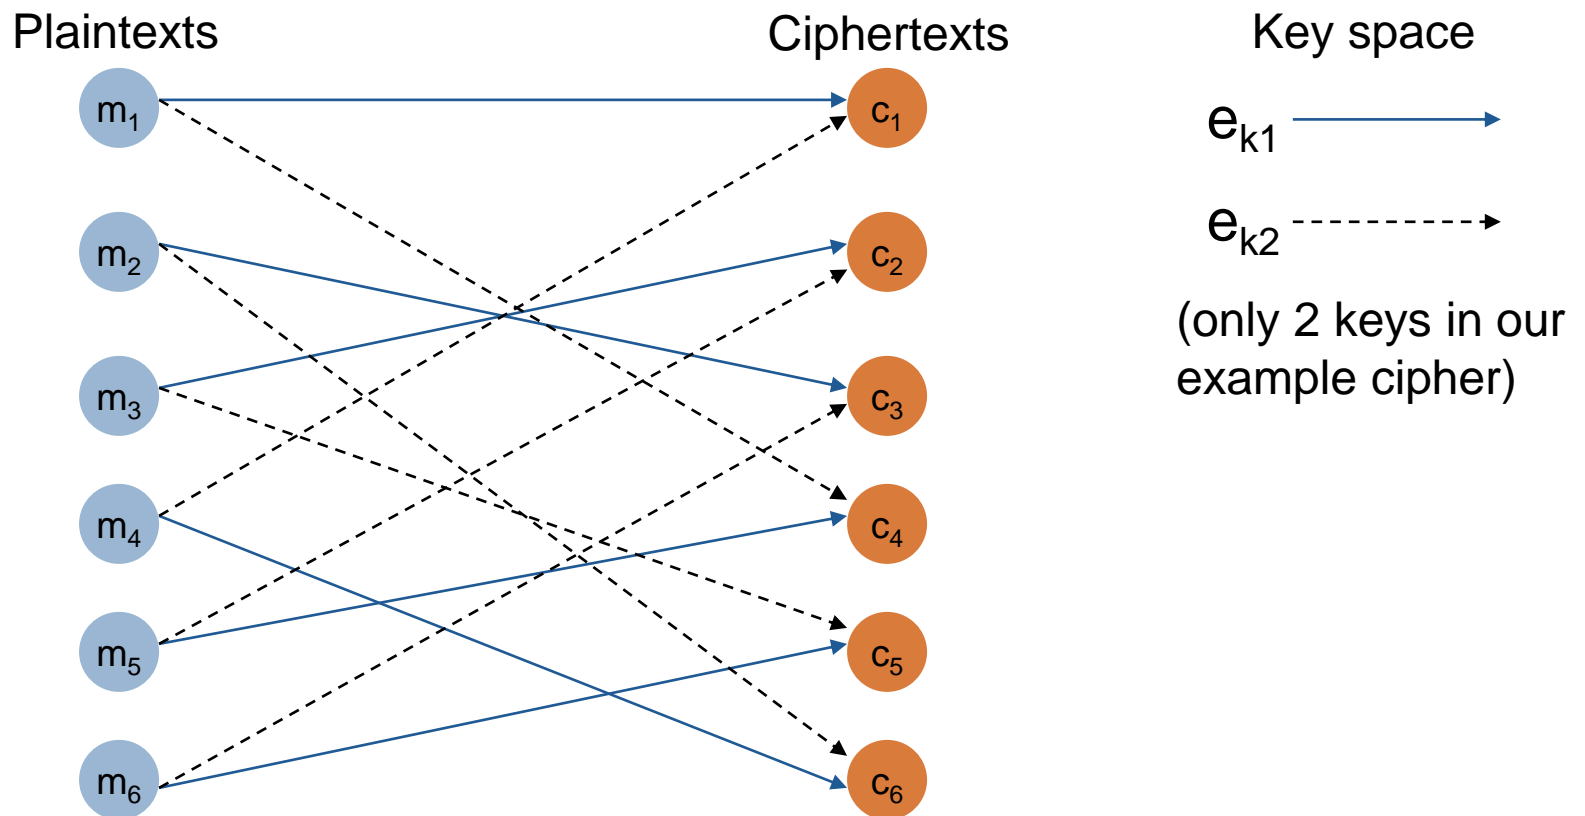 Plaintexts
Ciphertexts
Key space
m1
c1
ek1
m2
c2
ek2
(only 2 keys in our
example cipher)
m3
c3
m4
c4
m5
c5
m6
c6